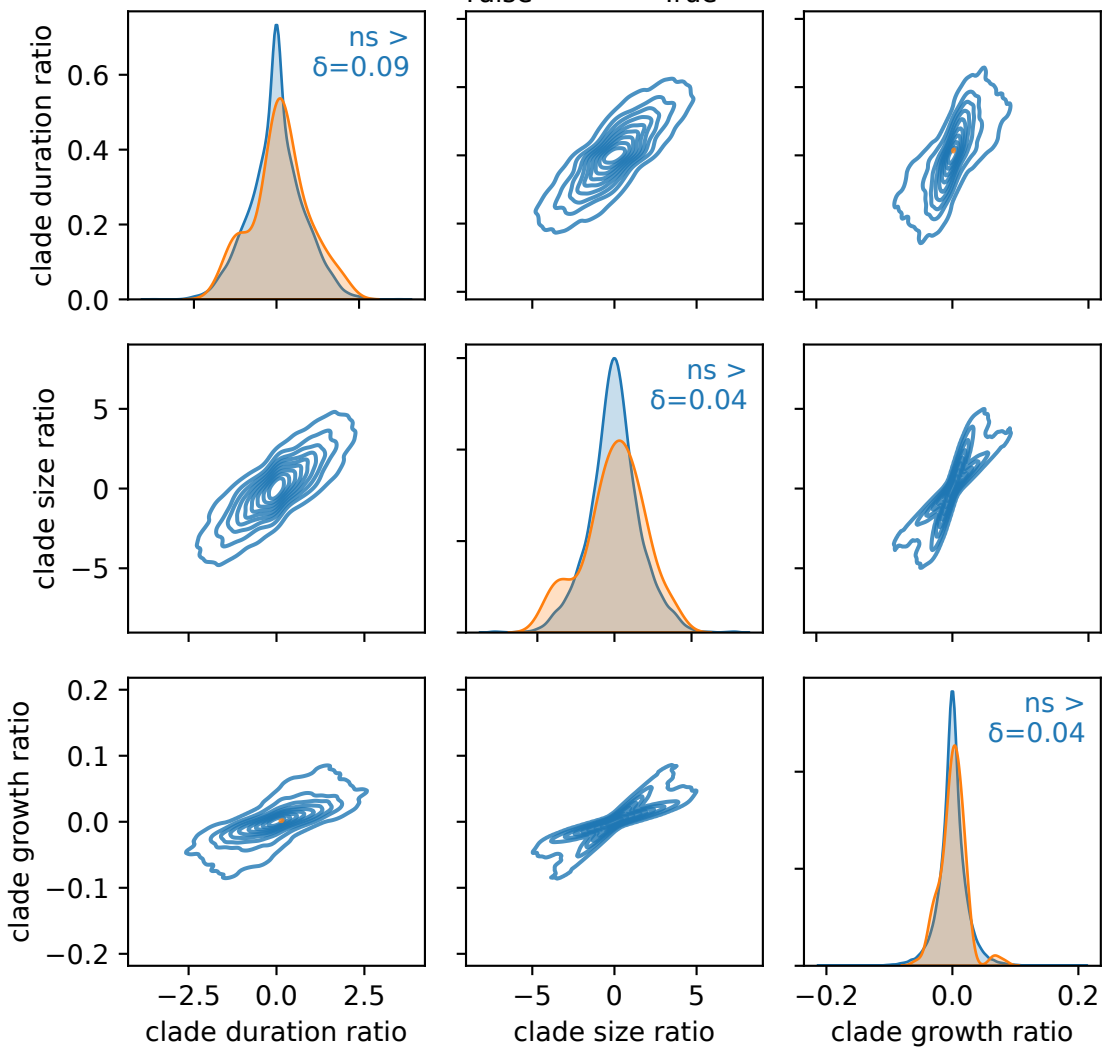 False True
clade duration ratio
0.6
0.4
0.2
0.0
ns >
δ=0.09
clade size ratio
5
0
−5
ns >
δ=0.04
clade growth ratio
0.2
0.1
0.0
−0.1
−0.2
ns >
δ=0.04
−2.5 0.0 2.5
−5 0 5
−0.2 0.0 0.2
clade duration ratio
clade size ratio
clade growth ratio